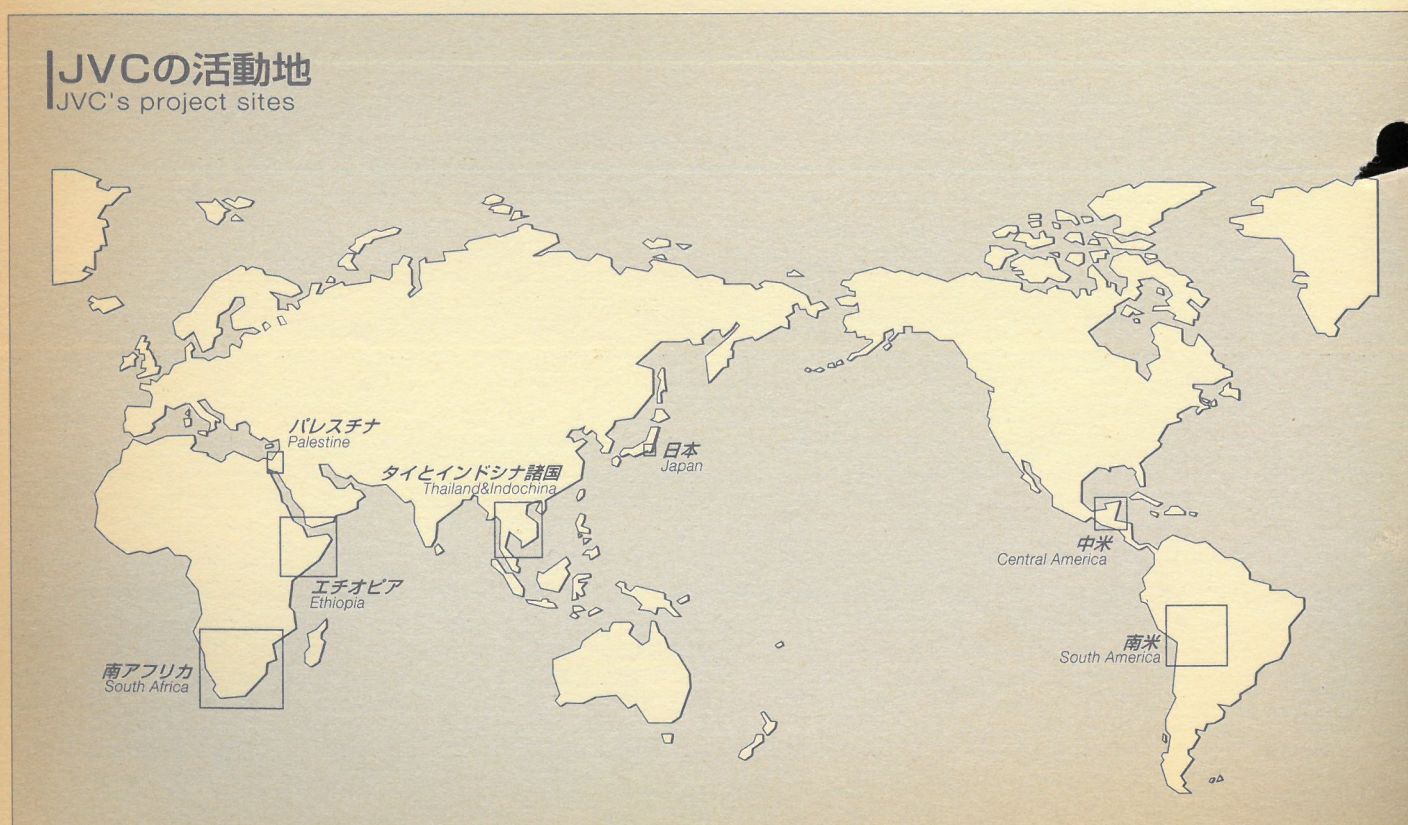 JVCの活動地
JVC's project sites
パレスチナ
Palestine
日本
Japan
タイとインドシナ諸国
Thailand&Indochina
中米
Central America
エチオピア
Ethiopia
南米
South America
南アフリカ
South Africa